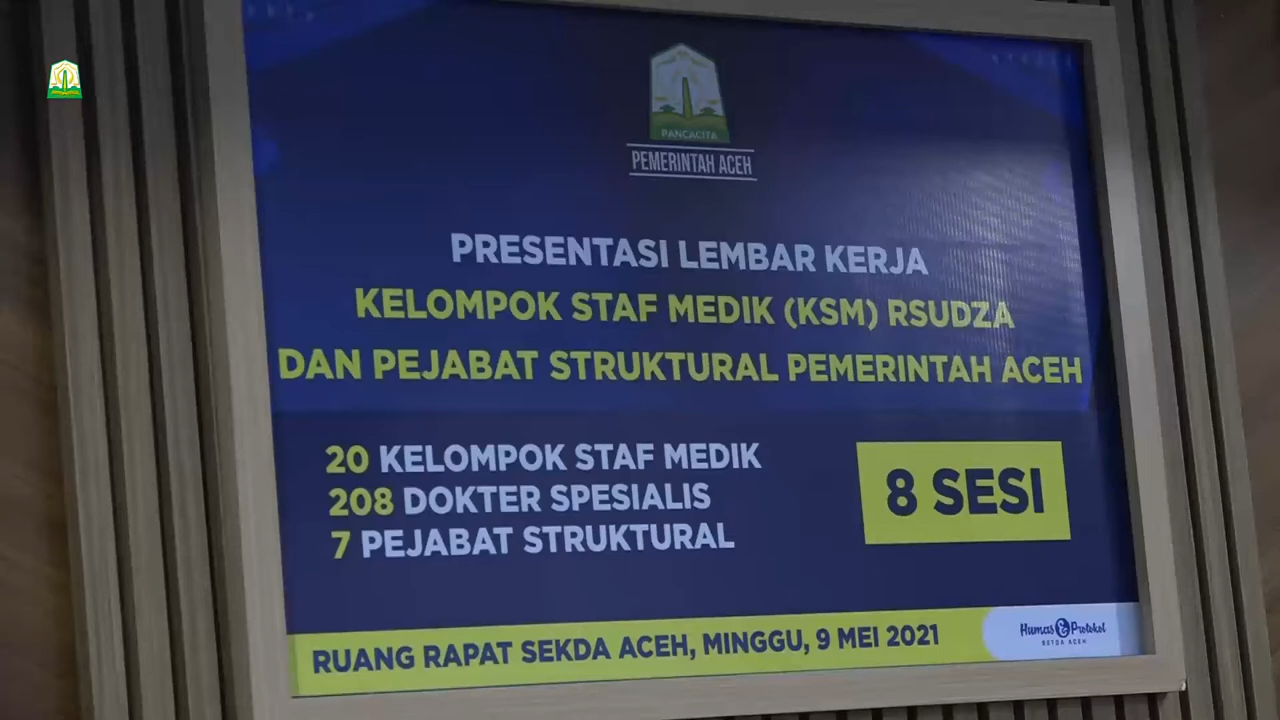 PANCACITA
PEMERINTAH ACEH
PRESENTASI LEMBAR KERJA
KELOMPOK STAF MEDIK (KSM) RSUDZA
DAN PEJABAT STRUKTURAL PEMERINTAH ACEH
20 KELOMPOK STAF MEDIK
208 DOKTER SPESIALIS
7 PEJABAT STRUKTURAL
8 SESI
RUANG RAPAT SEKDA ACEH, MINGGU, 9 MEI 2021
Humas & Protokol
SETDA ACEH